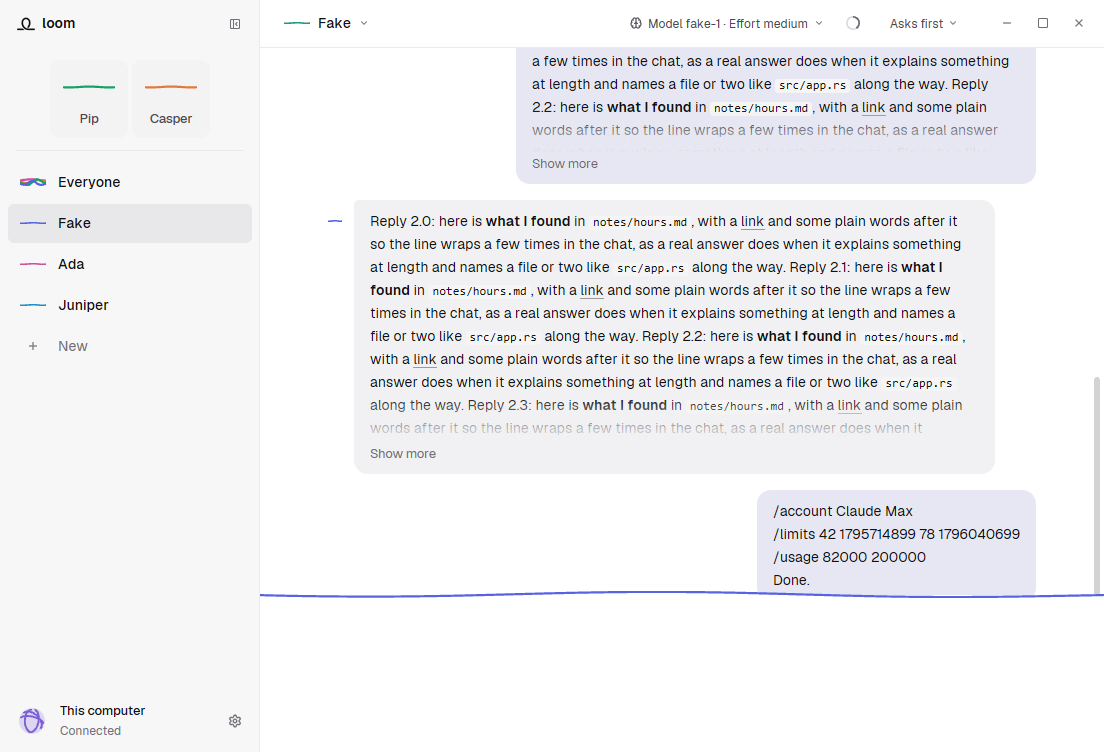 loom
Fake
Model fake-1 · Effort medium
Asks first
Pip
Casper
Everyone
Fake
Ada
Juniper
+ New
This computer
Connected
a few times in the chat, as a real answer does when it explains something
at length and names a file or two like src/app.rs along the way. Reply
2.2: here is what I found in notes/hours.md, with a link and some plain
words after it so the line wraps a few times in the chat, as a real answer
Show more
Reply 2.0: here is what I found in notes/hours.md, with a link and some plain words after it
so the line wraps a few times in the chat, as a real answer does when it explains something
at length and names a file or two like src/app.rs along the way. Reply 2.1: here is what I
found in notes/hours.md, with a link and some plain words after it so the line wraps a few
times in the chat, as a real answer does when it explains something at length and names a
file or two like src/app.rs along the way. Reply 2.2: here is what I found in notes/hours.md,
with a link and some plain words after it so the line wraps a few times in the chat, as a real
answer does when it explains something at length and names a file or two like src/app.rs
along the way. Reply 2.3: here is what I found in notes/hours.md, with a link and some plain
words after it so the line wraps a few times in the chat, as a real answer does when it
Show more
/account Claude Max
/limits 42 1795714899 78 1796040699
/usage 82000 200000
Done.